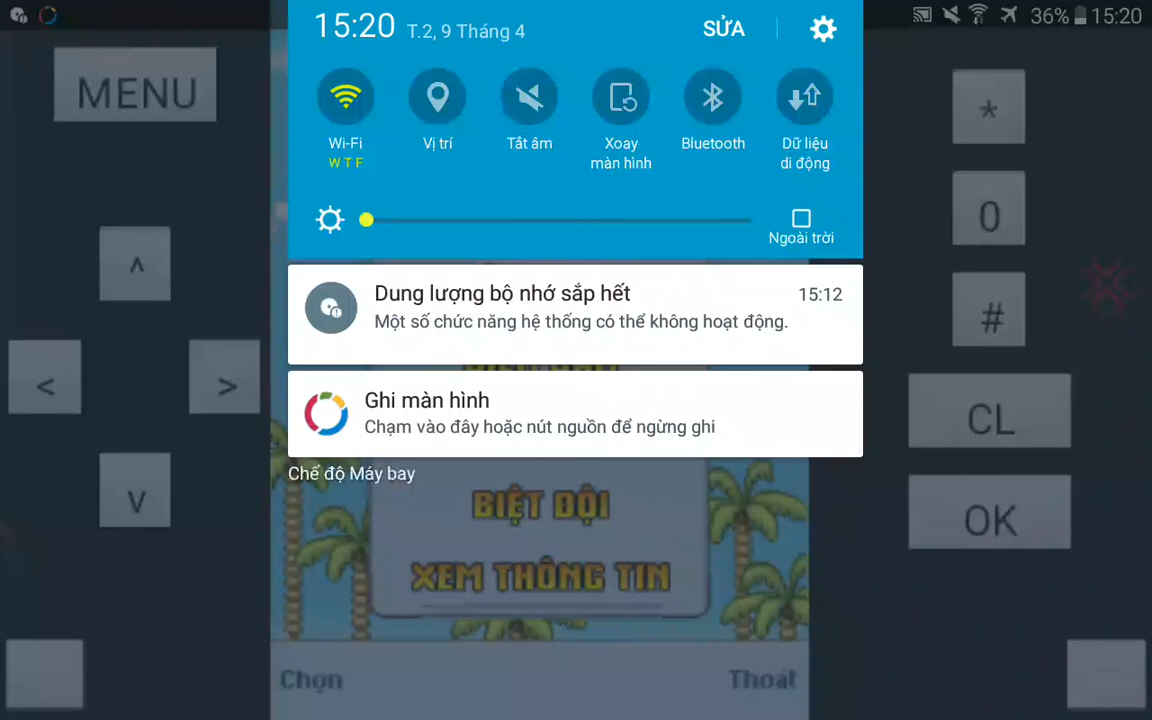 36% 15:20
15:20 T.2, 9 Tháng 4 SỬA
MENU
Wi-Fi
W T F
Vị trí
Tắt âm
Xoay
màn hình
Bluetooth
Dữ liệu
di động
Ngoài trời
*
0
#
CL
OK
^
<
>
v
Dung lượng bộ nhớ sắp hết 15:12
Một số chức năng hệ thống có thể không hoạt động.
Ghi màn hình
Chạm vào đây hoặc nút nguồn để ngừng ghi
Chế độ Máy bay
BIỆT ĐỘI
XEM THÔNG TIN
Chọn Thoát